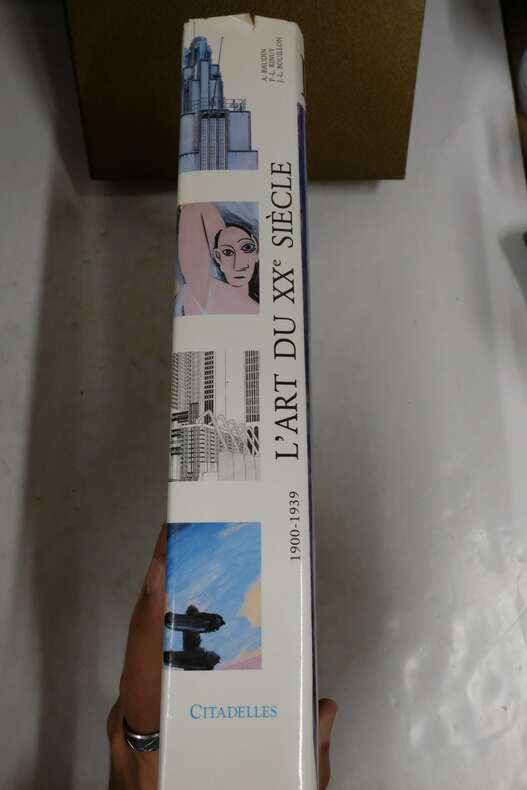 A. BAUDIN
P.-L. RINUY
J.-L. BOUILLON
L'ART DU XXe SIÈCLE
1900-1939
CITADELLES